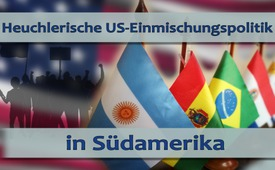 Heuchlerische US-Einmischungspolitik
in Südamerika